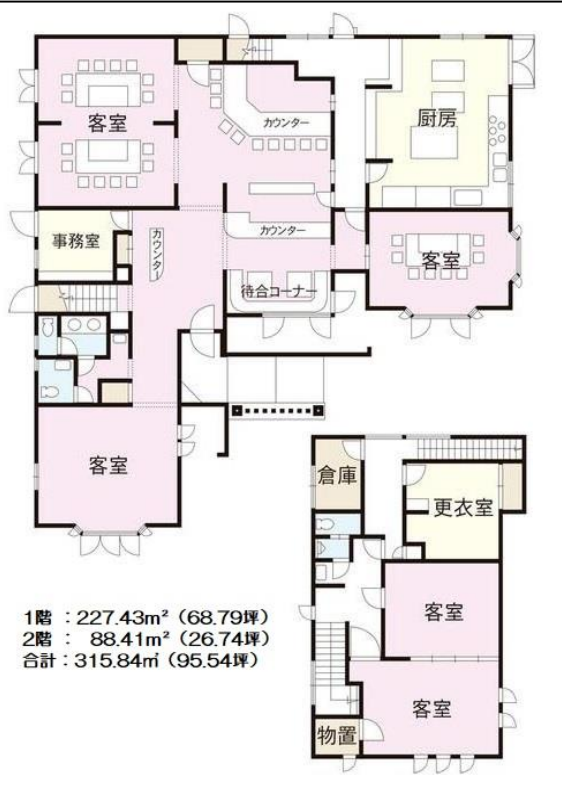 客室
カウンター
厨房
事務室
カウンター
カウンター
客室
待合コーナー
客室
倉庫
更衣室
客室
1階 : 227.43m² (68.79坪)
2階 : 88.41m² (26.74坪)
合計 : 315.84㎡ (95.54坪)
客室
物置